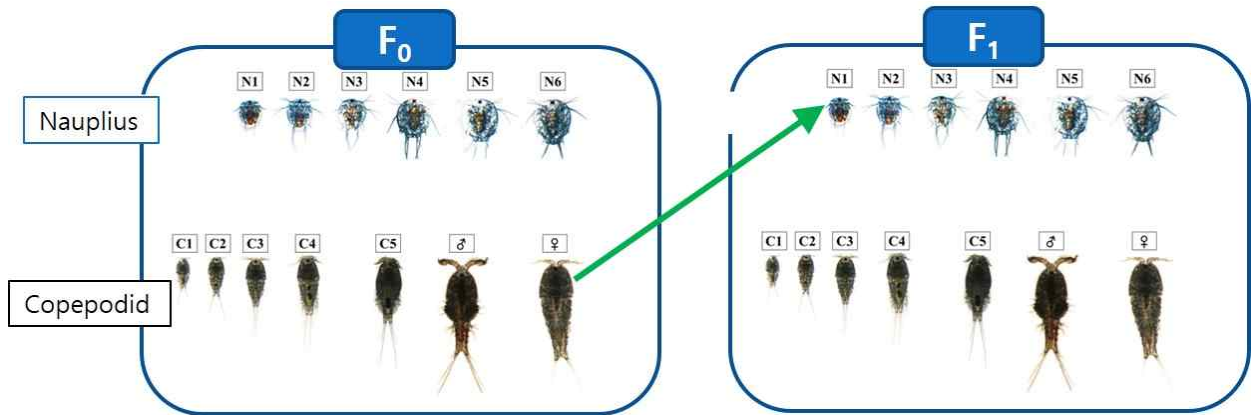 F₀
F₁
N1 N2 N3 N4 N5 N6
N1 N2 N3 N4 N5 N6
Nauplius
C1 C2 C3 C4 C5 ♂ ♀
C1 C2 C3 C4 C5 ♂ ♀
Copepodid